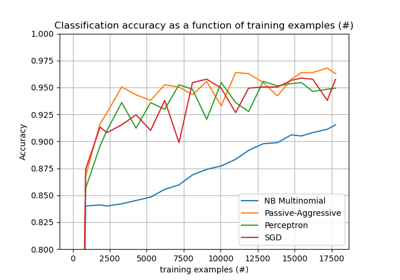 Classification accuracy as a function of training examples (#)
1.000
0.975
0.950
0.925
0.900
0.875
0.850
0.825
0.800
Accuracy
NB Multinomial
Passive-Aggressive
Perceptron
SGD
0 2500 5000 7500 10000 12500 15000 17500
training examples (#)